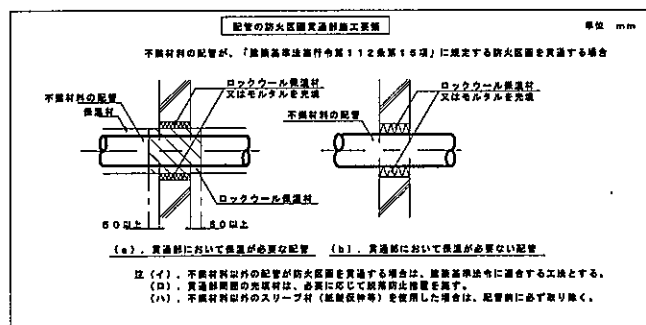 配管の防火区画貫通部施工要領
単位 mm
不燃材料の配管が、「建築基準法施行令第112条第15項」に規定する防火区画を貫通する場合
ロックウール保温材
又はモルタルを充填
不燃材料の配管
保温材
ロックウール保温材
50以上
50以上
(a). 貫通部において保温が必要な配管
ロックウール保温材
又はモルタルを充填
不燃材料の配管
(b). 貫通部において保温が必要ない配管
注(イ). 不燃材料以外の配管が防火区画を貫通する場合は、建築基準法令に適合する工法とする。
(ロ). 貫通部周囲の充填材は、必要に応じて脱落防止措置を施す。
(ハ). 不燃材料以外のスリーブ材(紙製仮枠等)を使用した場合は、配管前に必ず取り除く。